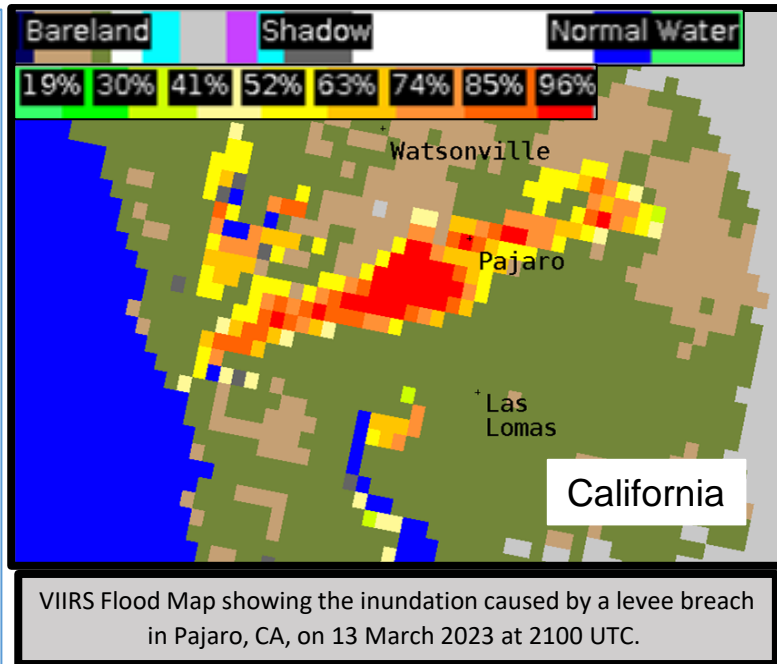 Bareland Shadow Normal Water
19% 30% 41% 52% 63% 74% 85% 96%
Watsonville
Pajaro
Las
Lomas
California
VIIRS Flood Map showing the inundation caused by a levee breach
in Pajaro, CA, on 13 March 2023 at 2100 UTC.